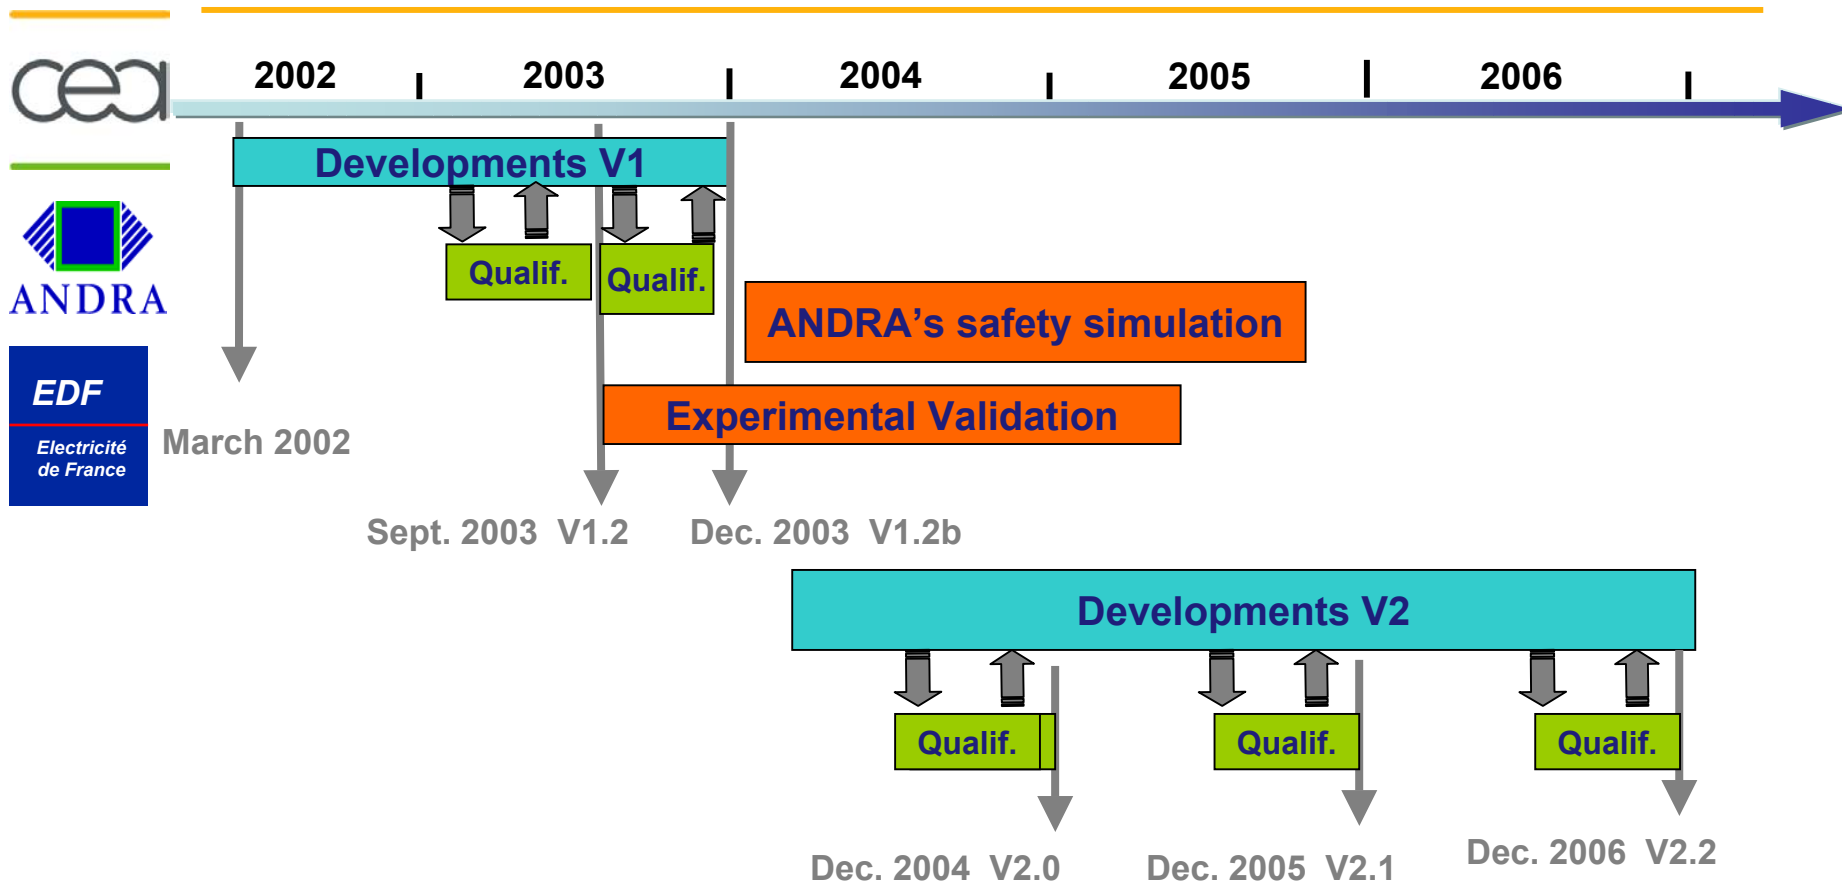 cea
2002
2003
2004
2005
2006
Developments V1
Qualif.
Qualif.
ANDRA
ANDRA's safety simulation
EDF
Electricité
de France
Experimental Validation
March 2002
Sept. 2003 V1.2
Dec. 2003 V1.2b
Developments V2
Qualif.
Qualif.
Qualif.
Dec. 2004 V2.0
Dec. 2005 V2.1
Dec. 2006 V2.2